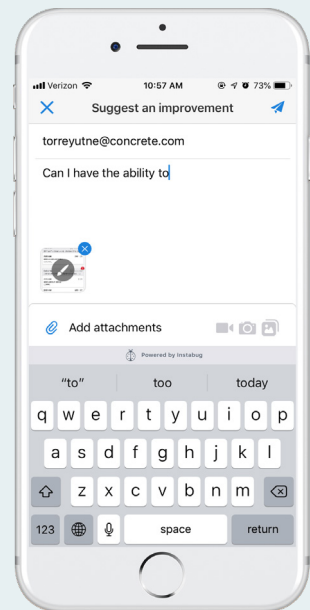 Verizon 10:57 AM 73%
Suggest an improvement
torreyutne@concrete.com
Can I have the ability to
Add attachments
Powered by Instabug
"to" too today
q w e r t y u i o p
a s d f g h j k l
z x c v b n m
123 space return